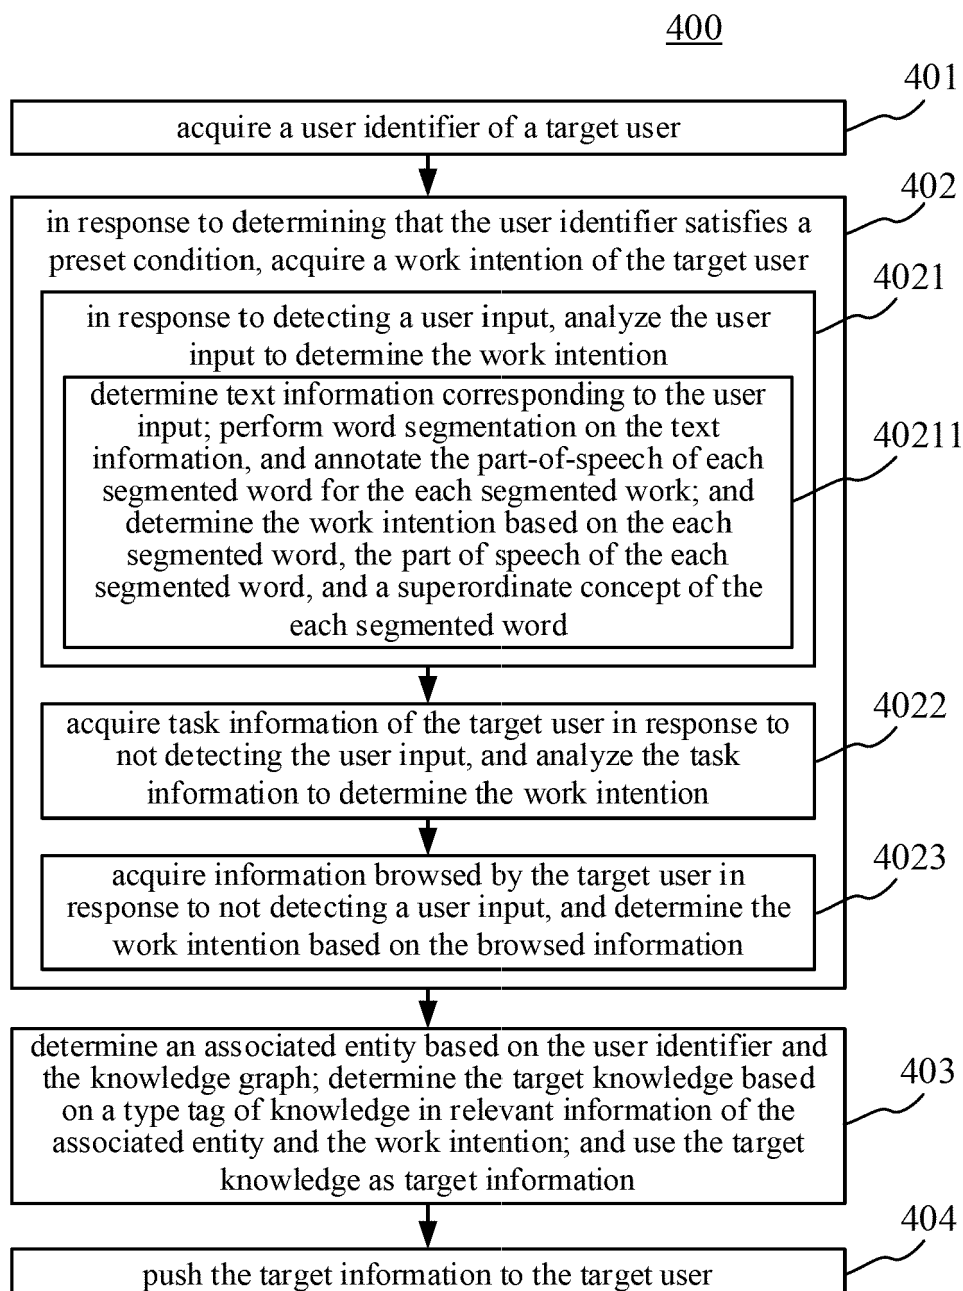 400
401
acquire a user identifier of a target user
402
in response to determining that the user identifier satisfies a
preset condition, acquire a work intention of the target user
4021
in response to detecting a user input, analyze the user
input to determine the work intention
40211
determine text information corresponding to the user
input; perform word segmentation on the text
information, and annotate the part-of-speech of each
segmented word for the each segmented work; and
determine the work intention based on the each
segmented word, the part of speech of the each
segmented word, and a superordinate concept of the
each segmented word
4022
acquire task information of the target user in response to
not detecting the user input, and analyze the task
information to determine the work intention
4023
acquire information browsed by the target user in
response to not detecting a user input, and determine the
work intention based on the browsed information
403
determine an associated entity based on the user identifier and
the knowledge graph; determine the target knowledge based
on a type tag of knowledge in relevant information of the
associated entity and the work intention; and use the target
knowledge as target information
404
push the target information to the target user